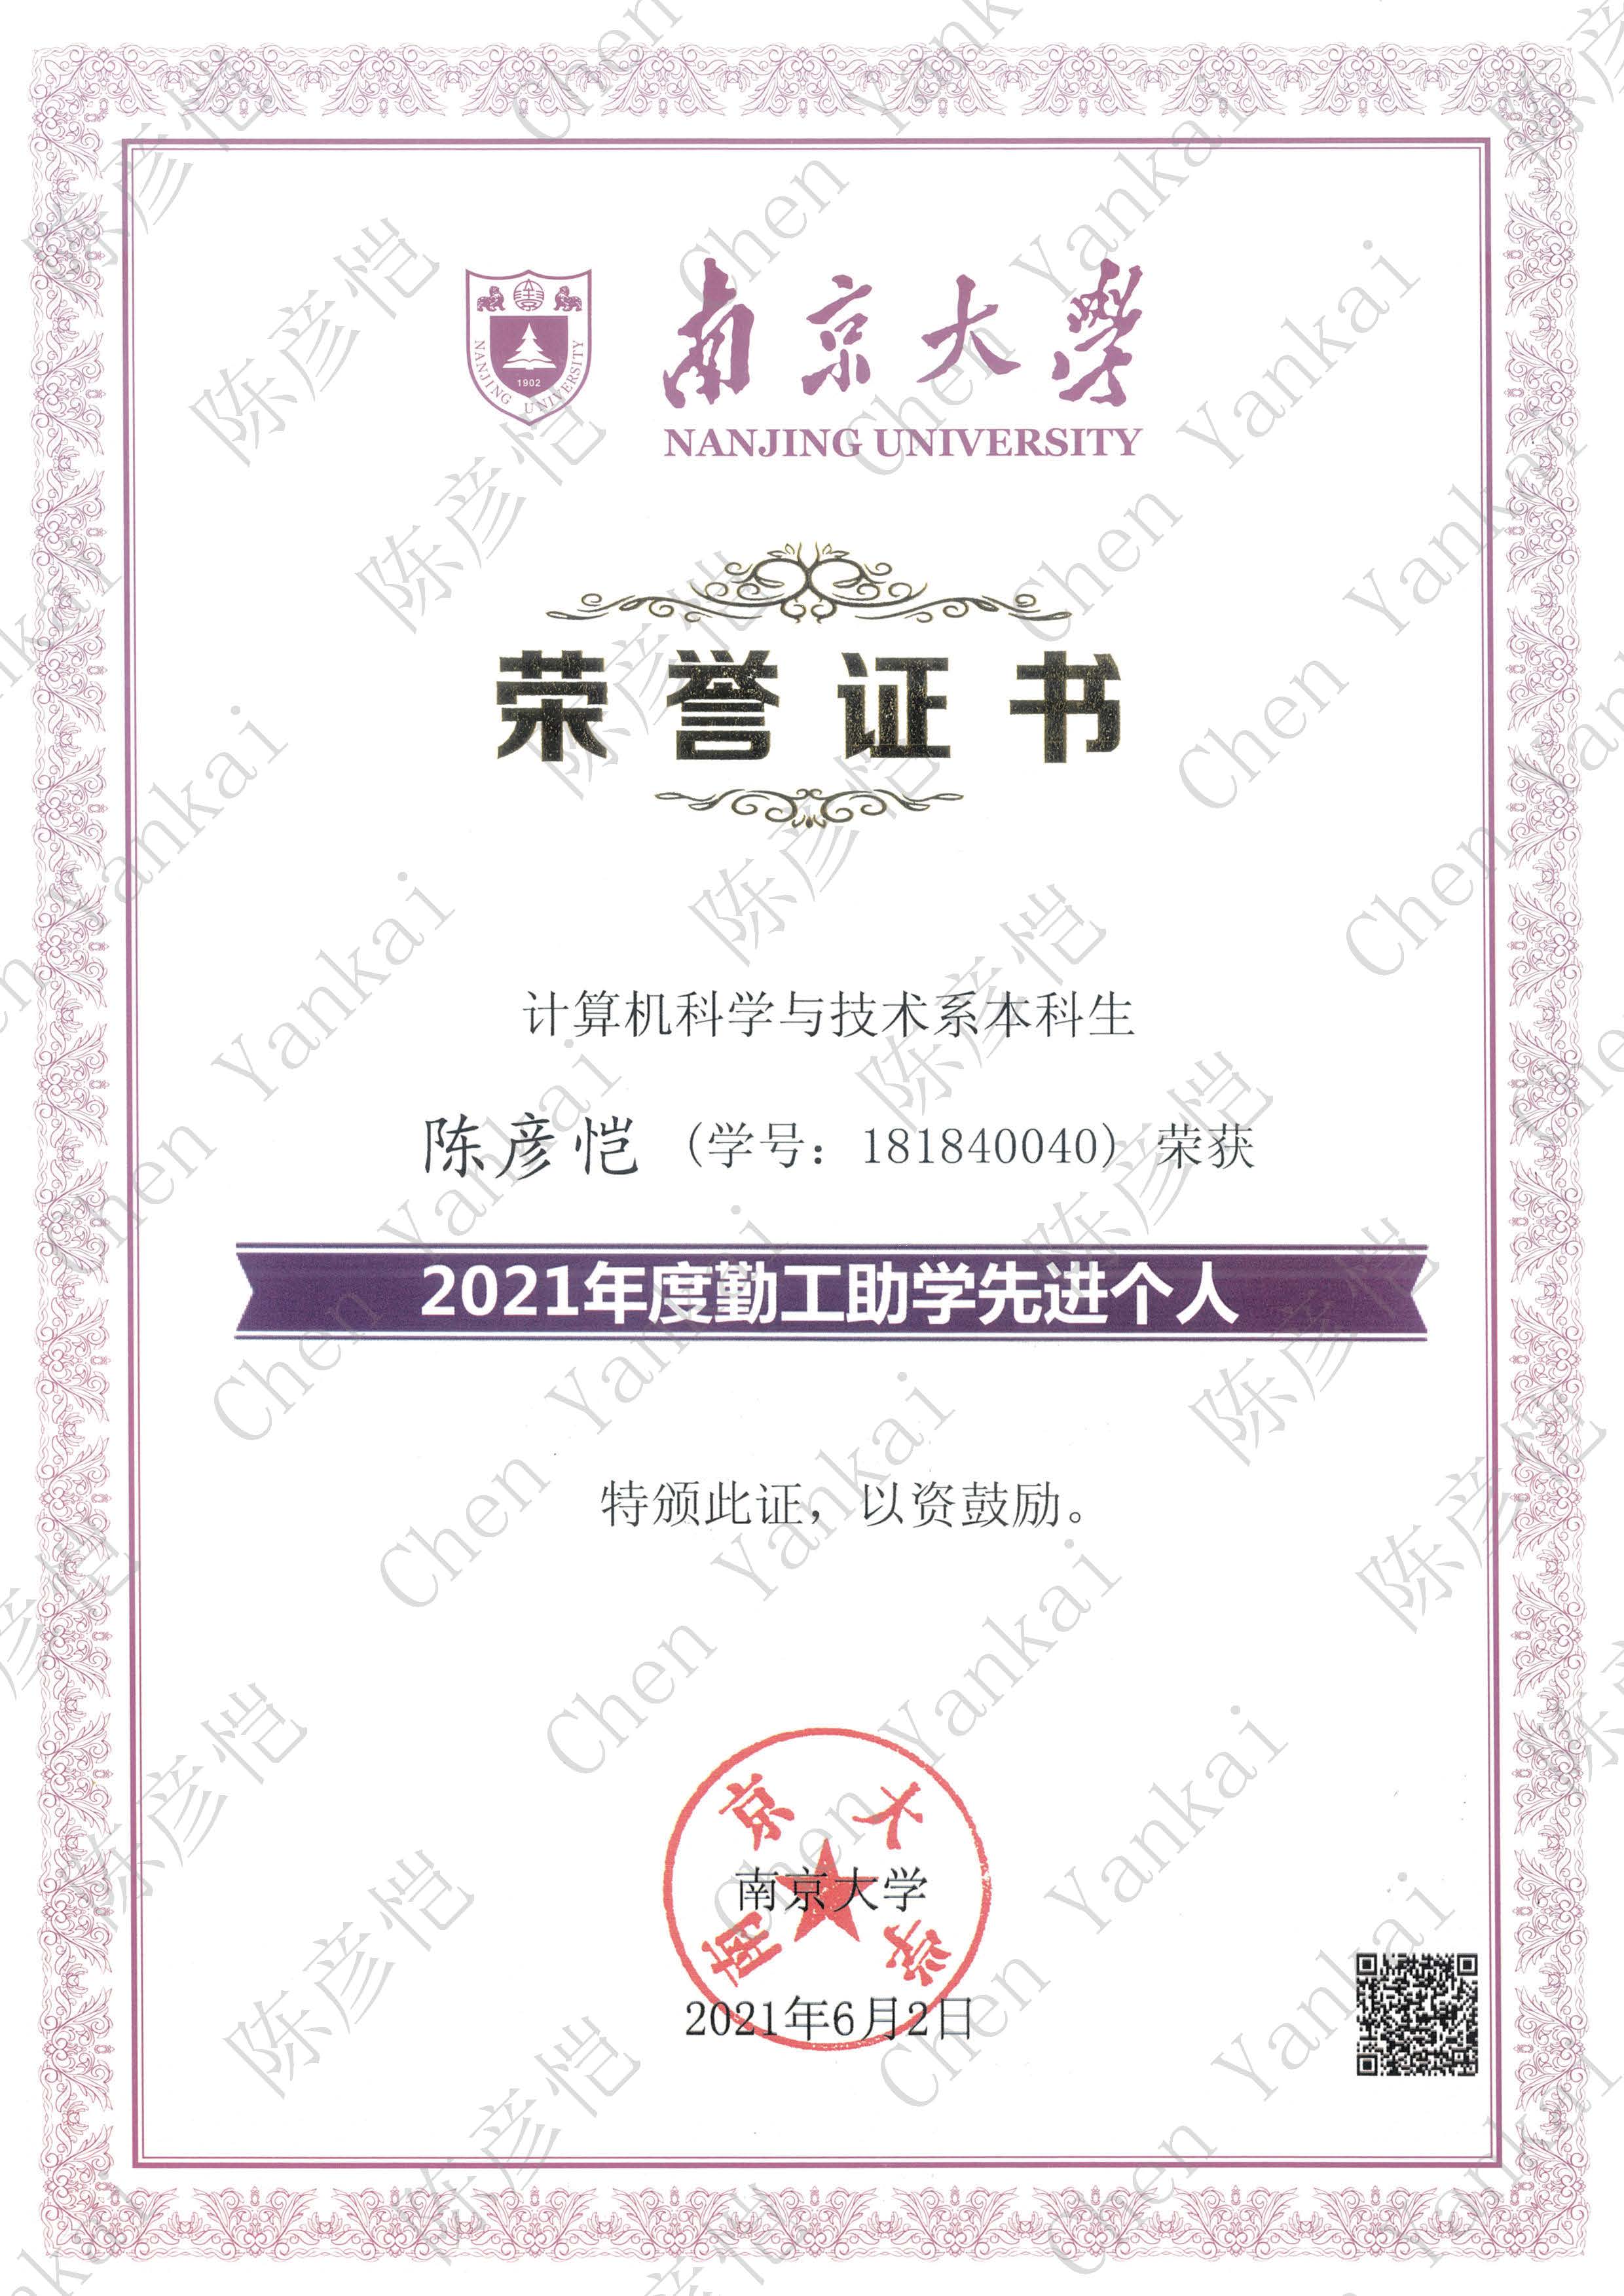 南京大學
NANJING UNIVERSITY
1902
NANJING UNIVERSITY
荣誉证书
计算机科学与技术系本科生
陈彦恺（学号：181840040）荣获
2021年度勤工助学先进个人
特颁此证，以资鼓励。
南京大学
南京大学
2021年6月2日
陈彦恺 Chen Yankai